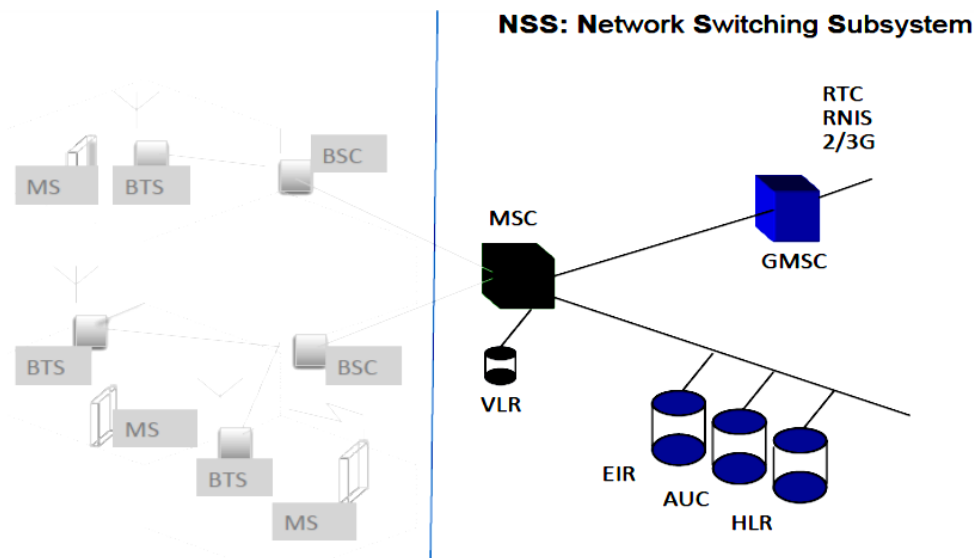 NSS: Network Switching Subsystem
RTC
RNIS
2/3G
BSC
MS
BTS
MSC
GMSC
BTS
BSC
VLR
MS
BTS
EIR
AUC
MS
HLR